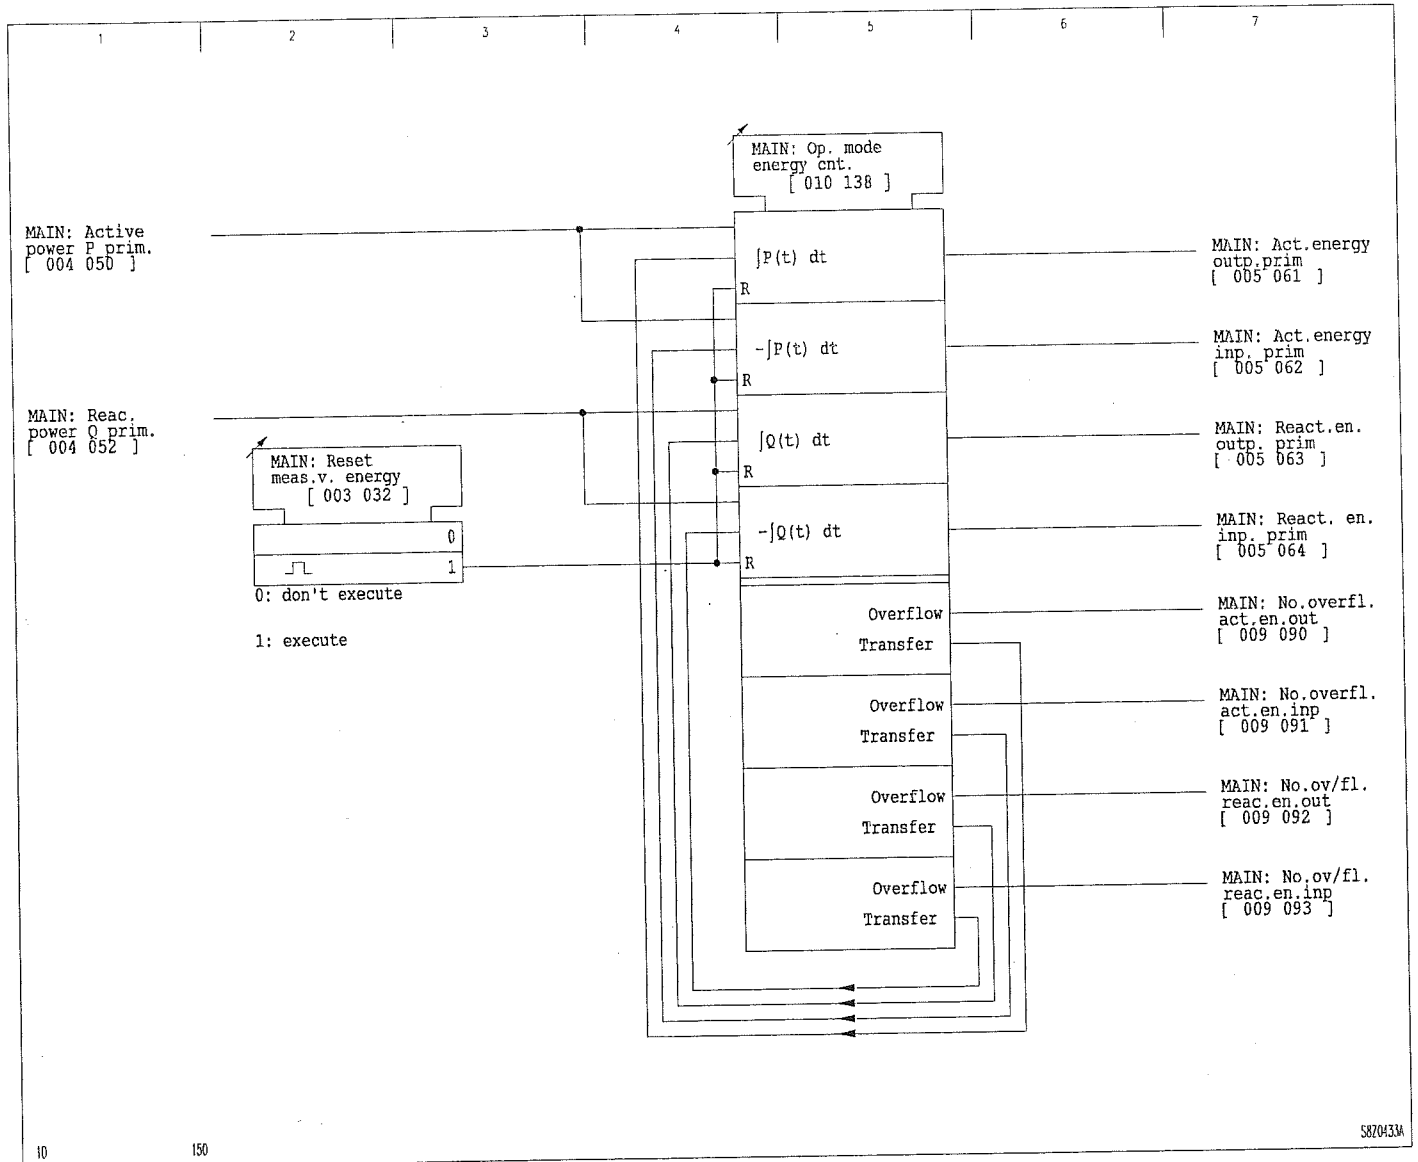 1
2
3
4
5
6
7
MAIN: Op. mode
energy cnt.
[ 010 138 ]
MAIN: Active
power P prim.
[ 004 050 ]
∫P(t) dt
R
MAIN: Act.energy
outp.prim
[ 005 061 ]
-∫P(t) dt
R
MAIN: Act.energy
inp. prim
[ 005 062 ]
MAIN: Reac.
power Q prim.
[ 004 052 ]
∫Q(t) dt
R
MAIN: React.en.
outp. prim
[ 005 063 ]
MAIN: Reset
meas.v. energy
[ 003 032 ]
0
1
0: don't execute
1: execute
-∫Q(t) dt
R
MAIN: React. en.
inp. prim
[ 005 064 ]
Overflow
Transfer
MAIN: No.overfl.
act.en.out
[ 009 090 ]
Overflow
Transfer
MAIN: No.overfl.
act.en.inp
[ 009 091 ]
Overflow
Transfer
MAIN: No.ov/fl.
reac.en.out
[ 009 092 ]
Overflow
Transfer
MAIN: No.ov/fl.
reac.en.inp
[ 009 093 ]
10
150
S8Z0433A